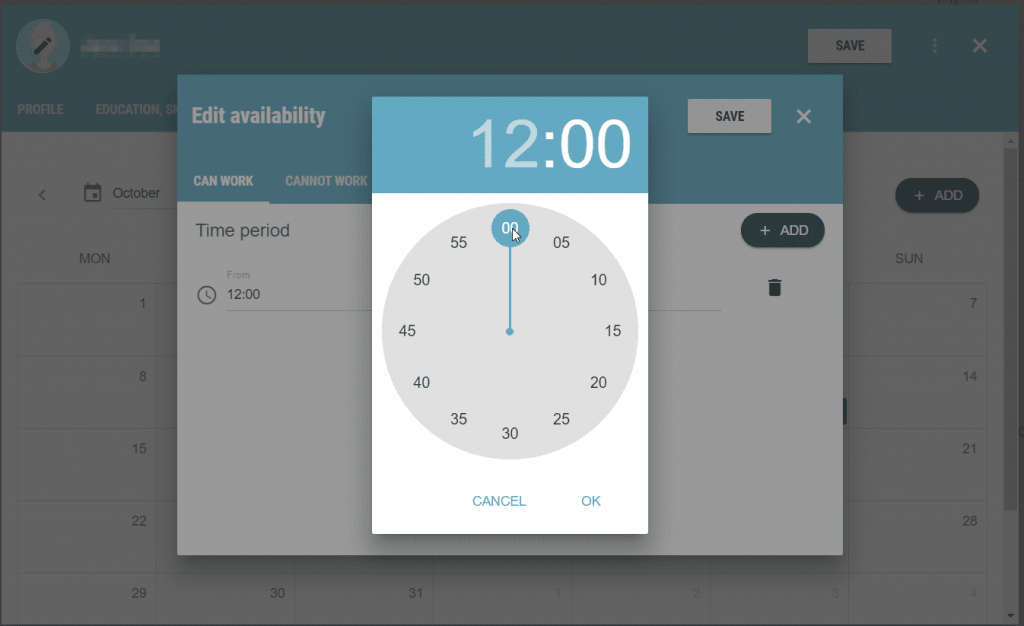 SAVE
PROFILE
EDUCATION, SK
Edit availability
SAVE
CAN WORK
CANNOT WORK
12:00
October
+ ADD
Time period
+ ADD
From
12:00
00
05
10
15
20
25
30
35
40
45
50
55
CANCEL
OK
MON
SUN
1
7
8
14
15
21
22
28
29
30
31
1
2
3
4